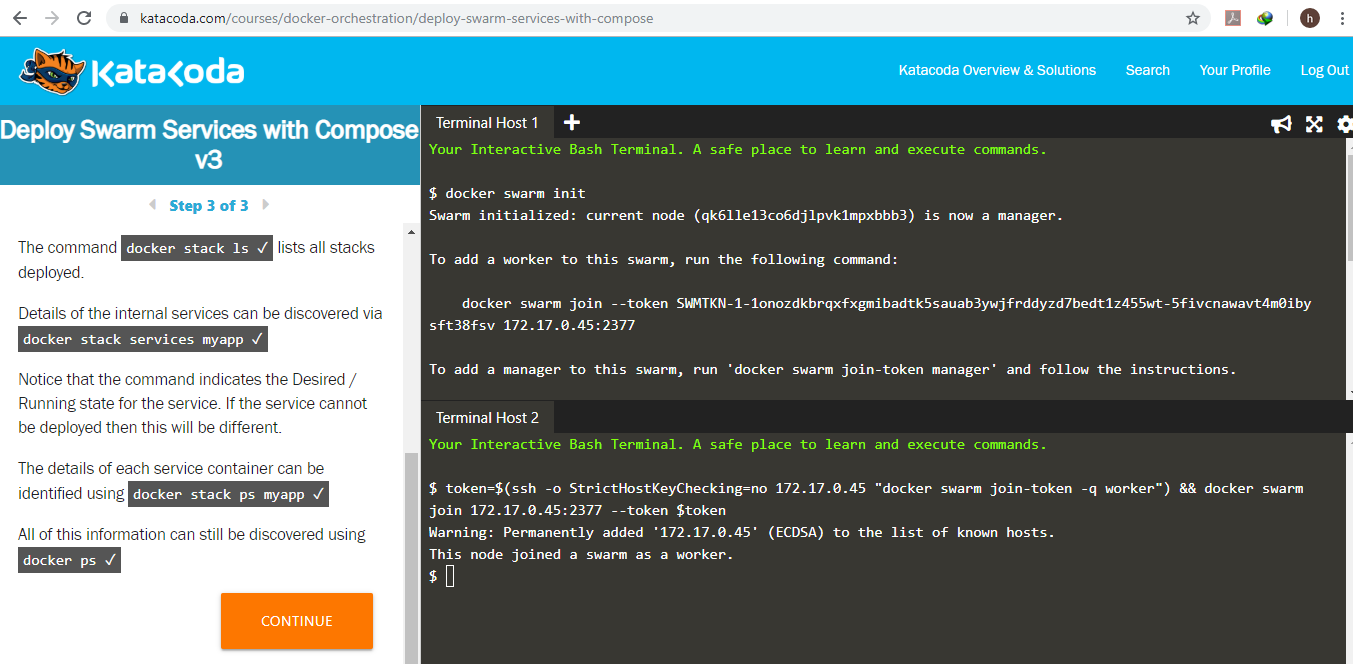 katacoda.com/courses/docker-orchestration/deploy-swarm-services-with-compose
h
KataCoda
Katacoda Overview & Solutions
Search
Your Profile
Log Out
Deploy Swarm Services with Compose
v3
Step 3 of 3
The command docker stack ls ✓ lists all stacks
deployed.
Details of the internal services can be discovered via
docker stack services myapp ✓
Notice that the command indicates the Desired /
Running state for the service. If the service cannot
be deployed then this will be different.
The details of each service container can be
identified using docker stack ps myapp ✓
All of this information can still be discovered using
docker ps ✓
CONTINUE
Terminal Host 1
Your Interactive Bash Terminal. A safe place to learn and execute commands.
$ docker swarm init
Swarm initialized: current node (qk6lle13co6djlpvk1mpxbbb3) is now a manager.
To add a worker to this swarm, run the following command:
docker swarm join --token SWMTKN-1-1onozdkbrqxfxgmibadtk5sauab3ywjfrddyzd7bedt1z455wt-5fivcnawavt4m0iby
sft38fsv 172.17.0.45:2377
To add a manager to this swarm, run 'docker swarm join-token manager' and follow the instructions.
Terminal Host 2
Your Interactive Bash Terminal. A safe place to learn and execute commands.
$ token=$(ssh -o StrictHostKeyChecking=no 172.17.0.45 "docker swarm join-token -q worker") && docker swarm
join 172.17.0.45:2377 --token $token
Warning: Permanently added '172.17.0.45' (ECDSA) to the list of known hosts.
This node joined a swarm as a worker.
$